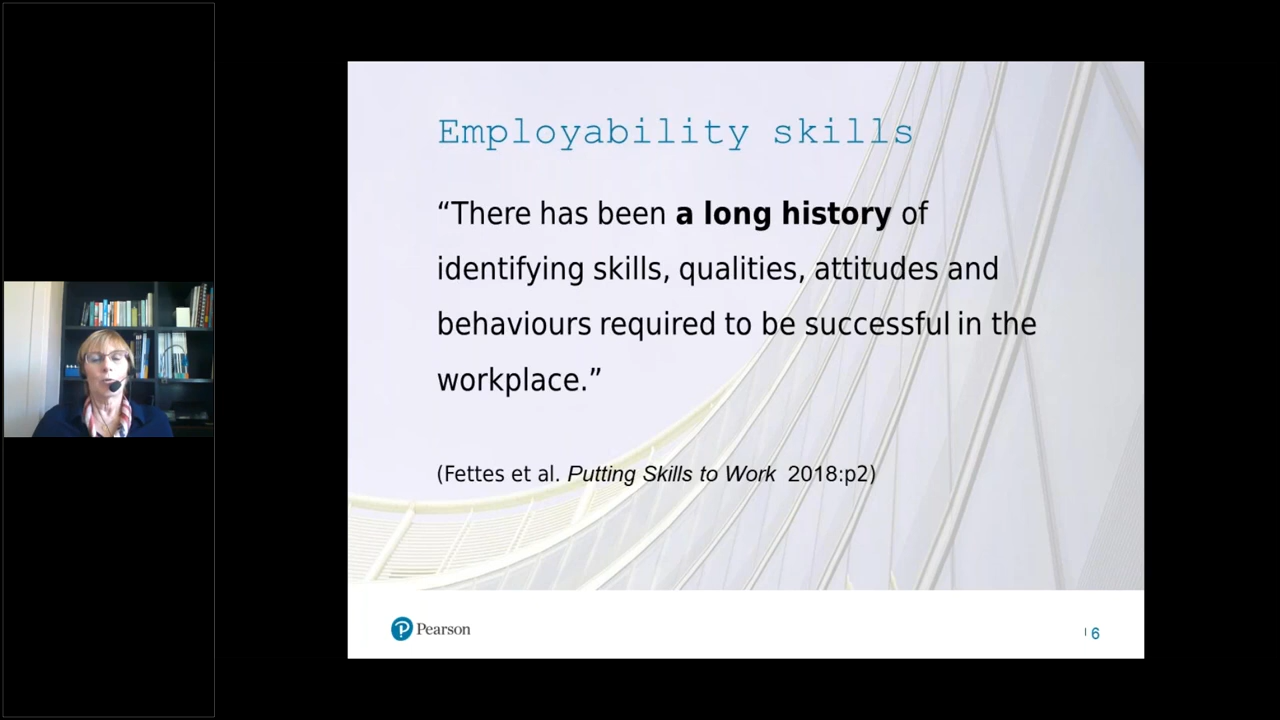 Employability skills
“There has been a long history of
identifying skills, qualities, attitudes and
behaviours required to be successful in the
workplace.”
(Fettes et al. Putting Skills to Work 2018:p2)
Pearson
6